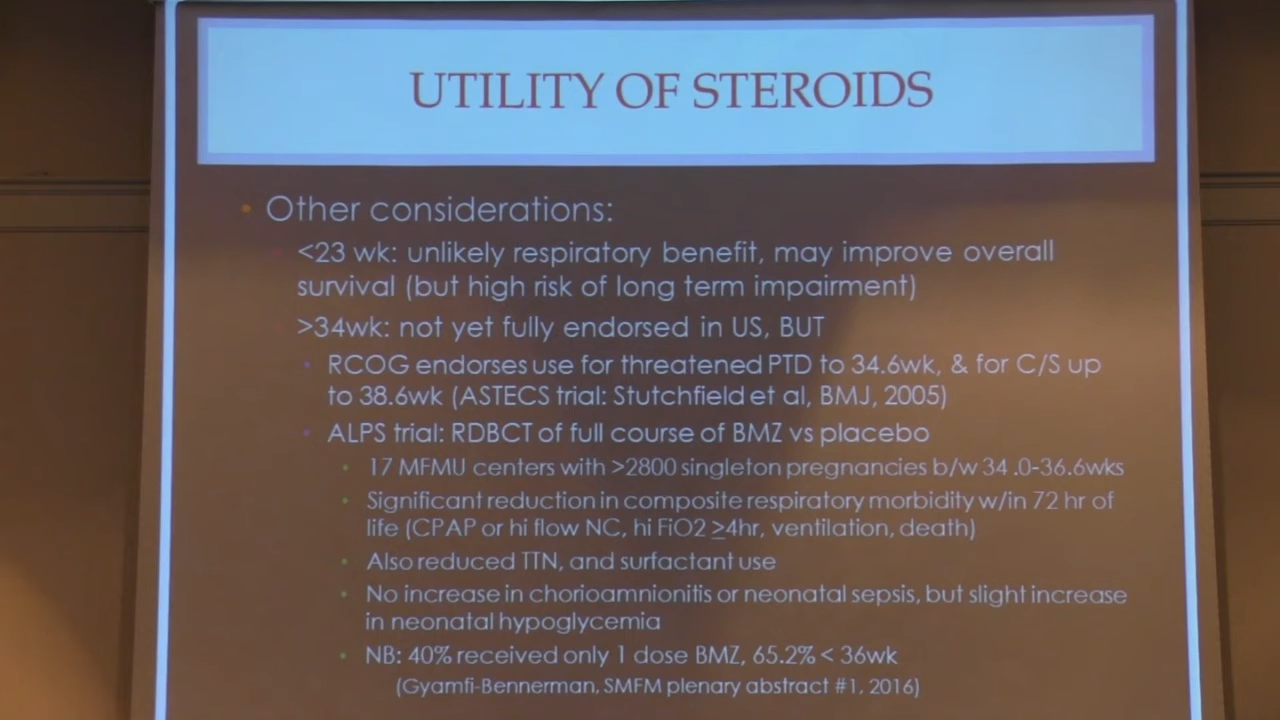 UTILITY OF STEROIDS
• Other considerations:
<23 wk: unlikely respiratory benefit, may improve overall
survival (but high risk of long term impairment)
>34wk: not yet fully endorsed in US, BUT
• RCOG endorses use for threatened PTD to 34.6wk, & for C/S up
to 38.6wk (ASTECS trial: Stutchfield et al, BMJ, 2005)
• ALPS trial: RDBCT of full course of BMZ vs placebo
• 17 MFMU centers with >2800 singleton pregnancies b/w 34.0-36.6wks
• Significant reduction in composite respiratory morbidity w/in 72 hr of
life (CPAP or hi flow NC, hi FiO2 ≥4hr, ventilation, death)
• Also reduced TTN, and surfactant use
• No increase in chorioamnionitis or neonatal sepsis, but slight increase
in neonatal hypoglycemia
• NB: 40% received only 1 dose BMZ, 65.2% < 36wk
(Gyamfi-Bennerman, SMFM plenary abstract #1, 2016)